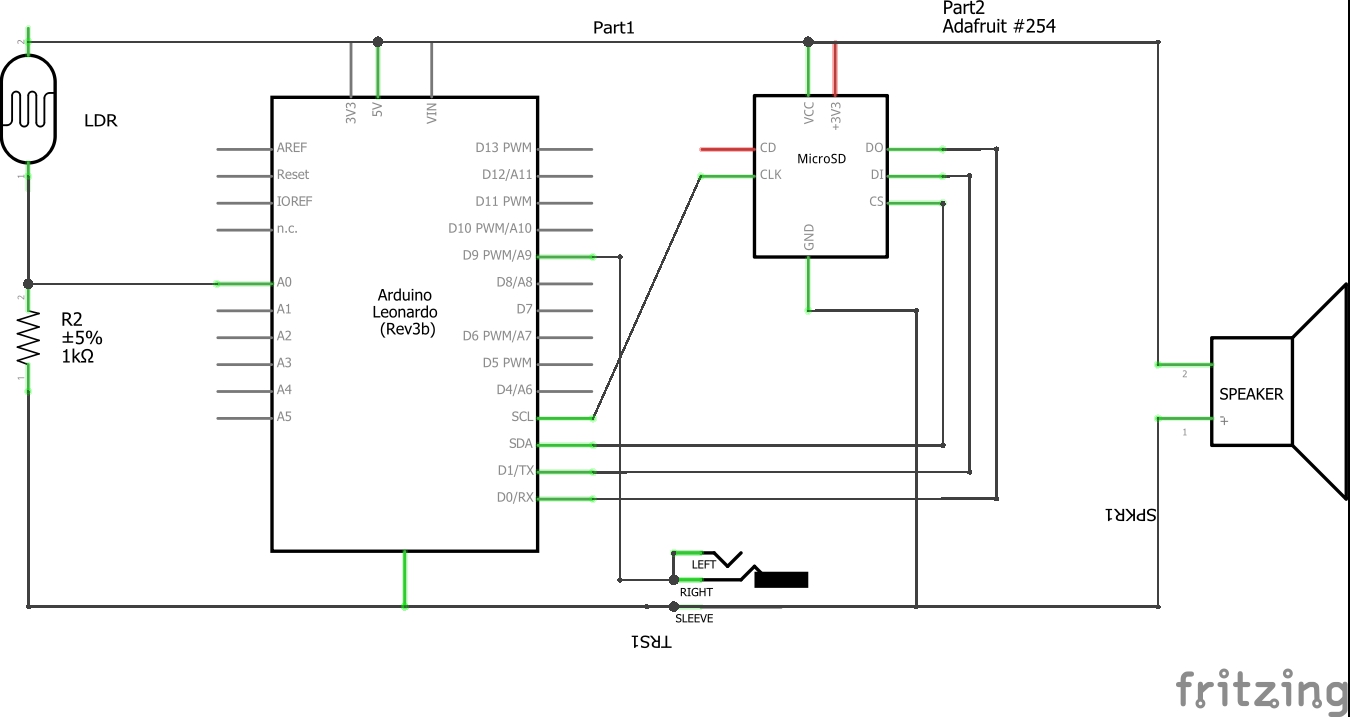 Part2
Adafruit #254
Part1
2
LDR
1
3V3
5V
VIN
AREF
Reset
IOREF
n.c.
A0
A1
A2
A3
A4
A5
D13 PWM
D12/A11
D11 PWM
D10 PWM/A10
D9 PWM/A9
D8/A8
D7
D6 PWM/A7
D5 PWM
D4/A6
SCL
SDA
D1/TX
D0/RX
Arduino
Leonardo
(Rev3b)
VCC
+3V3
CD
CLK
MicroSD
DO
DI
CS
GND
2
R2
±5%
1kΩ
1
2
SPEAKER
+
1
SPKR1
LEFT
RIGHT
SLEEVE
TRS1
fritzing